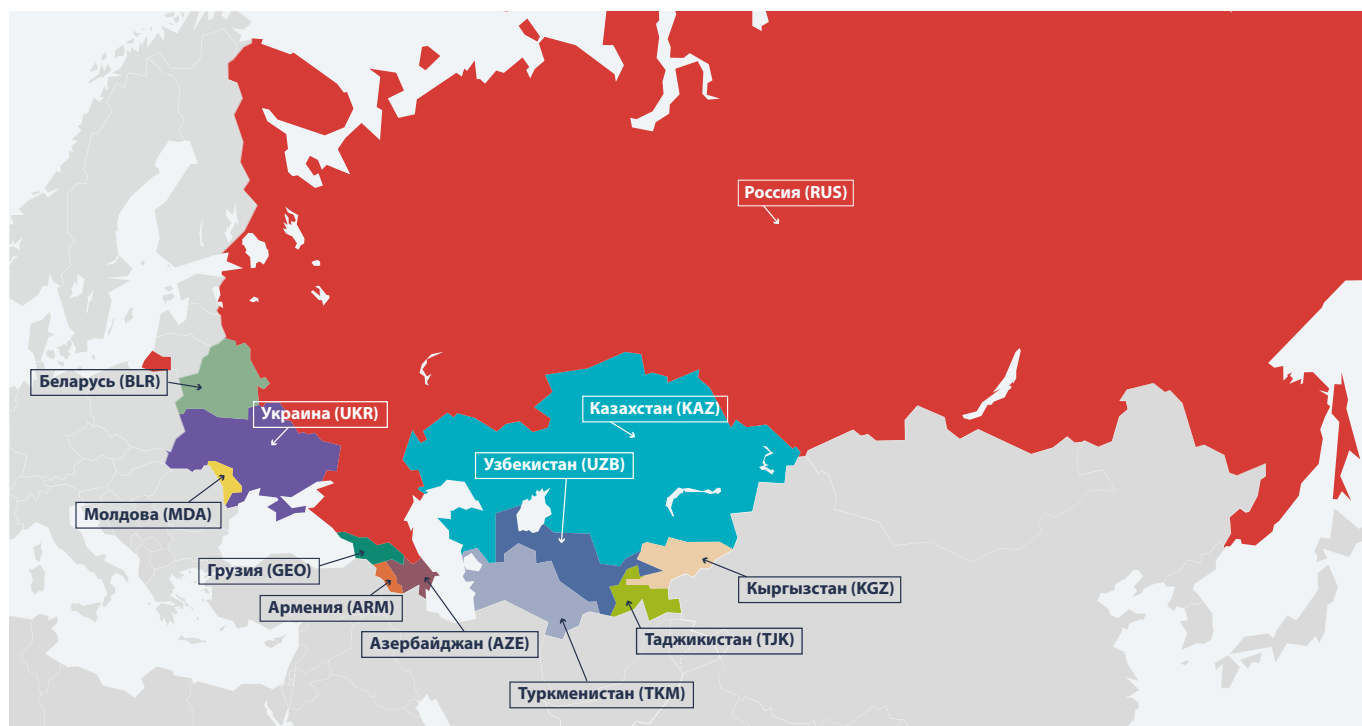 Россия (RUS)
Беларусь (BLR)
Украина (UKR)
Казахстан (KAZ)
Узбекистан (UZB)
Молдова (MDA)
Грузия (GEO)
Кыргызстан (KGZ)
Армения (ARM)
Азербайджан (AZE)
Таджикистан (TJK)
Туркменистан (TKM)